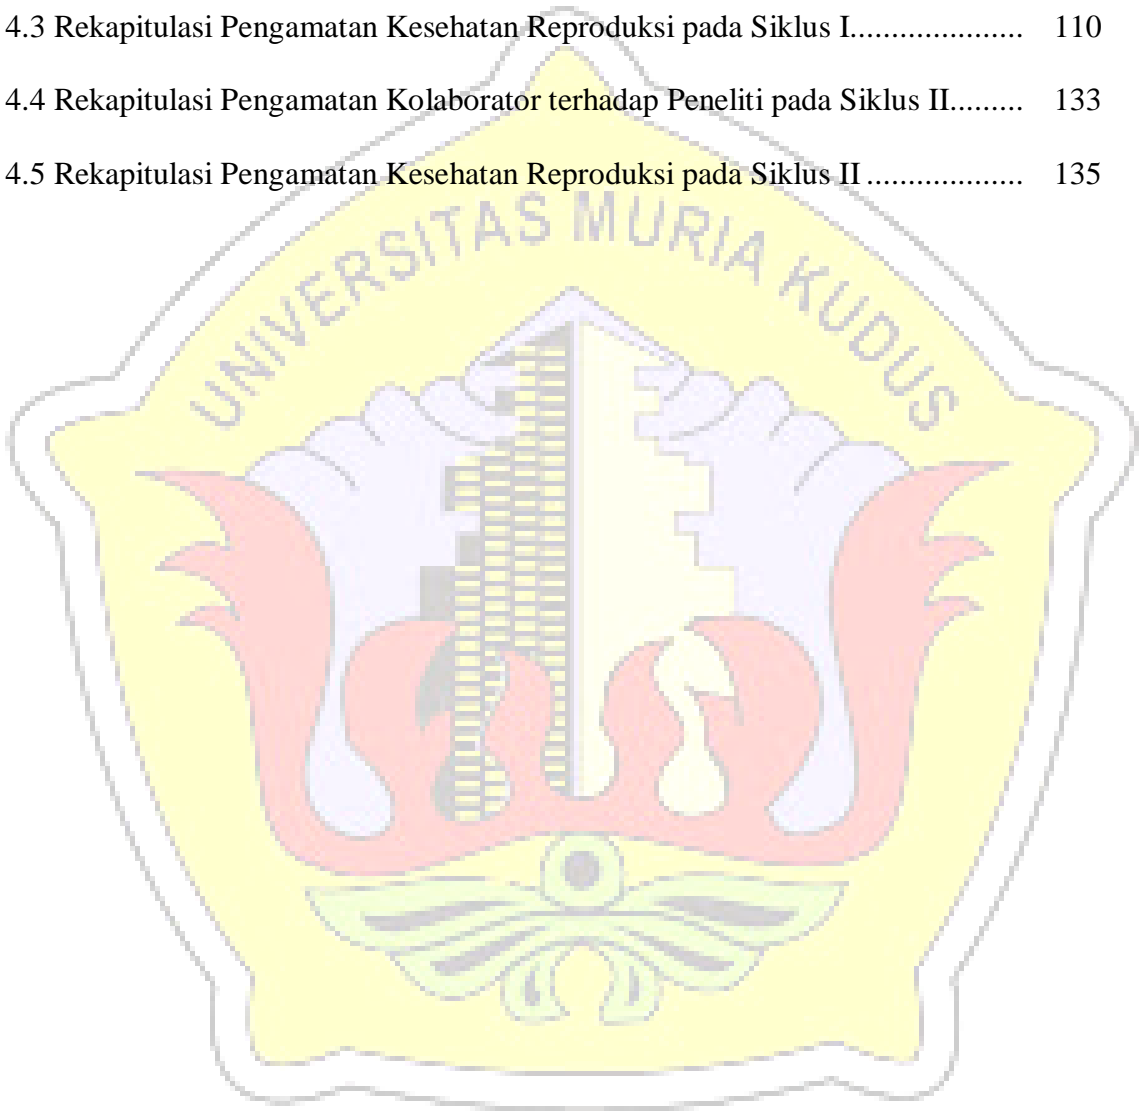 4.3 Rekapitulasi Pengamatan Kesehatan Reproduksi pada Siklus I..................... 110
4.4 Rekapitulasi Pengamatan Kolaborator terhadap Peneliti pada Siklus II......... 133
4.5 Rekapitulasi Pengamatan Kesehatan Reproduksi pada Siklus II ................... 135
UNIVERSITAS MURIA KUDUS